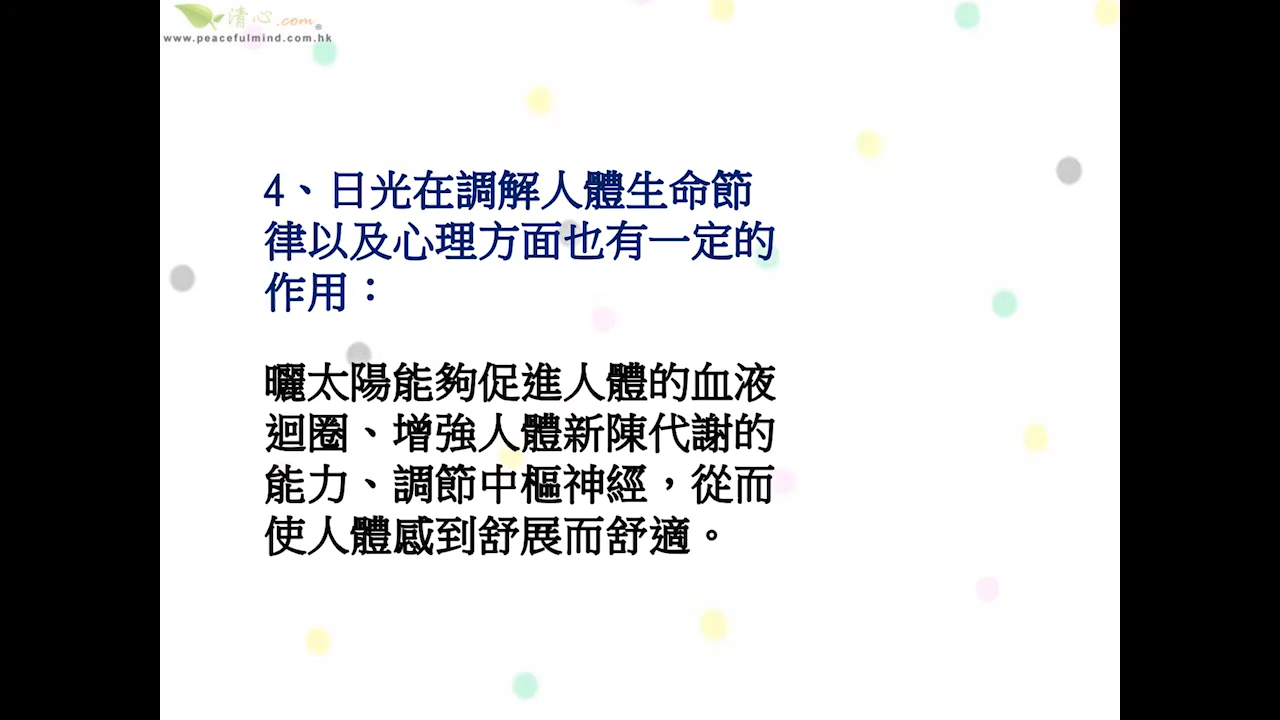 清心.com
www.peacefulmind.com.hk
4、日光在調解人體生命節
律以及心理方面也有一定的
作用：
曬太陽能夠促進人體的血液
迴圈、增強人體新陳代謝的
能力、調節中樞神經，從而
使人體感到舒展而舒適。